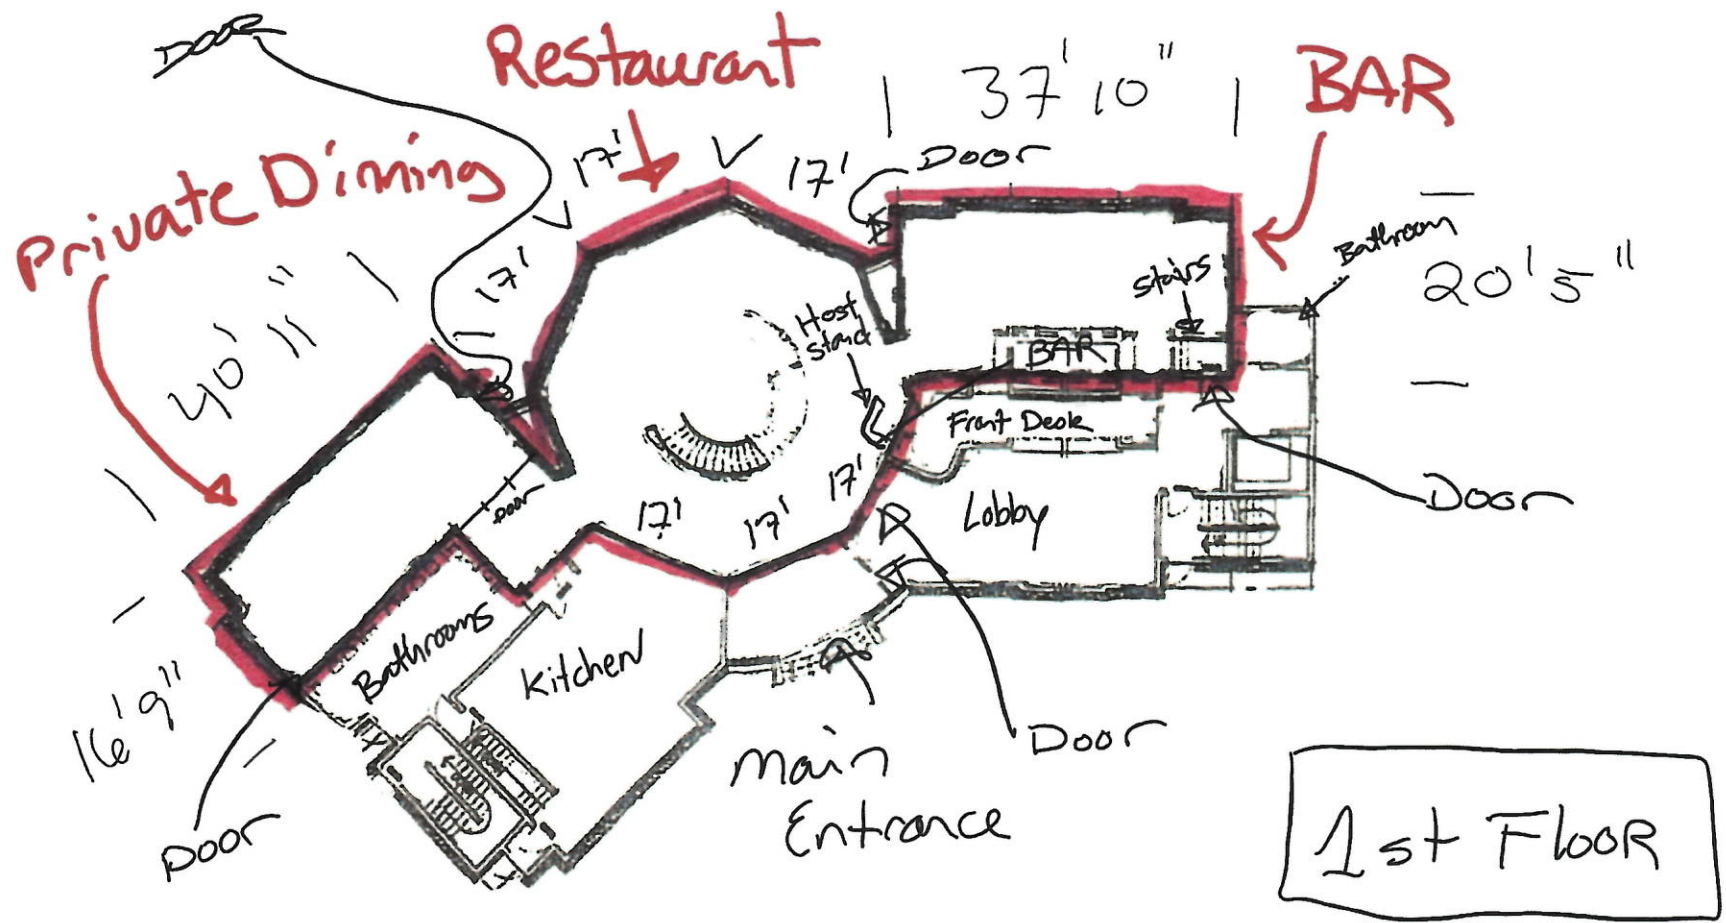 Door
Restaurant
37' 10"
BAR
17'
17'
Door
Private Dining
17'
Bathroom
20' 5"
stairs
Host
stand
BAR
40' 11"
Front Desk
17'
Door
17'
17'
Lobby
Door
Bathrooms
Kitchen
16' 9"
Door
Main
Entrance
Door
1st Floor